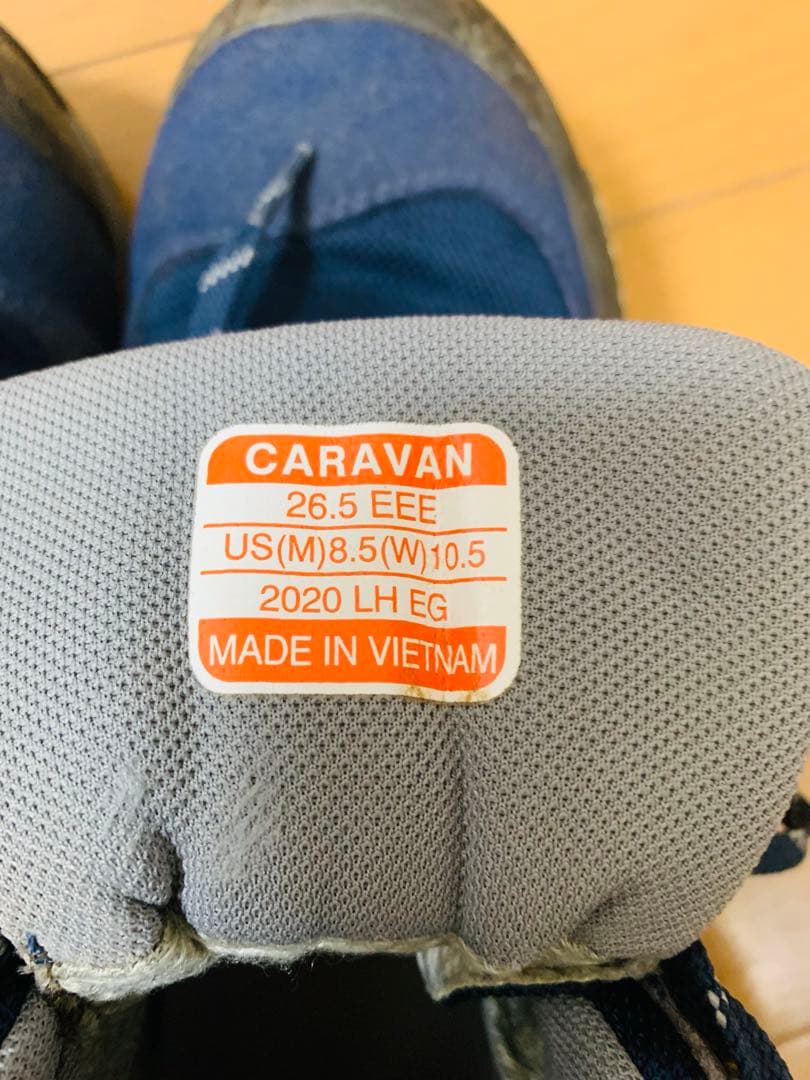 CARAVAN
26.5 EEE
US(M)8.5(W)10.5
2020 LH EG
MADE IN VIETNAM